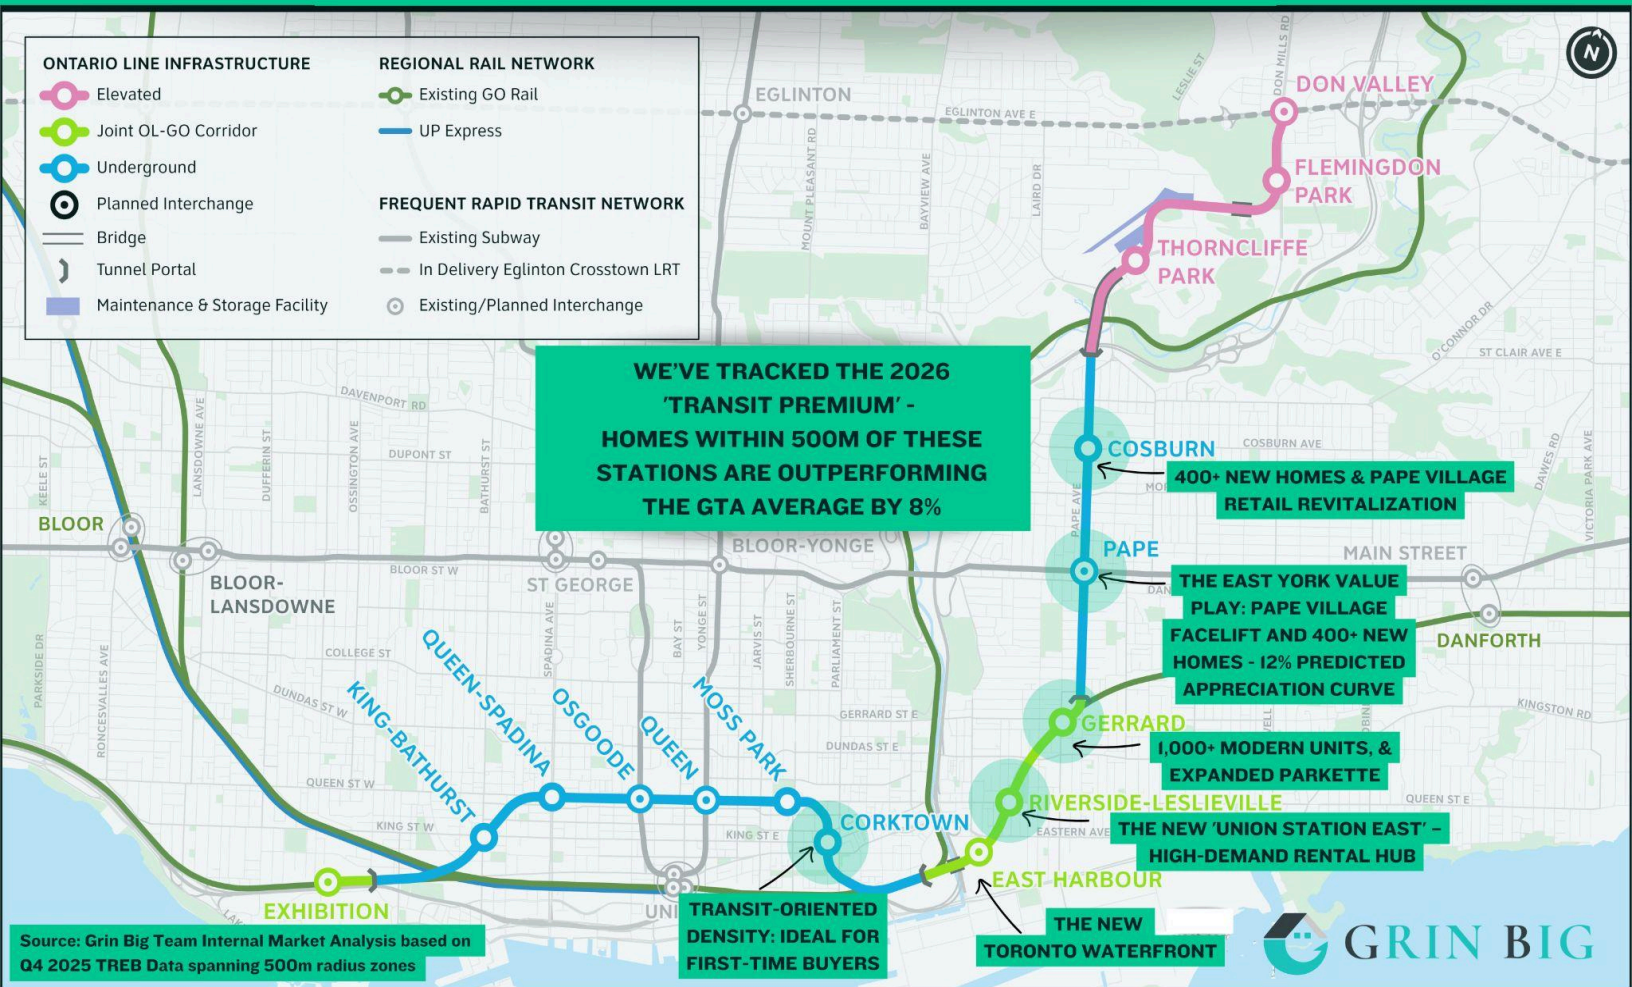 ONTARIO LINE INFRASTRUCTURE
Elevated
Joint OL-GO Corridor
Underground
Planned Interchange
Bridge
Tunnel Portal
Maintenance & Storage Facility
REGIONAL RAIL NETWORK
Existing GO Rail
UP Express
FREQUENT RAPID TRANSIT NETWORK
Existing Subway
In Delivery Eglinton Crosstown LRT
Existing/Planned Interchange
N
EGLINTON
EGLINTON AVE E
LESLIE ST
DON MILLS RD
DON VALLEY
FLEMINGDON
PARK
THORNCLIFFE
PARK
MOUNT PLEASANT RD
BAYVIEW AVE
LAIRD DR
O'CONNOR DR
ST CLAIR AVE E
WE'VE TRACKED THE 2026
'TRANSIT PREMIUM' -
HOMES WITHIN 500M OF THESE
STATIONS ARE OUTPERFORMING
THE GTA AVERAGE BY 8%
DAVENPORT RD
DUPONT ST
KEELE ST
LANSDOWNE AVE
DUFFERIN ST
OSSINGTON AVE
BATHURST ST
COSBURN
COSBURN AVE
400+ NEW HOMES & PAPE VILLAGE
RETAIL REVITALIZATION
DAWES RD
VICTORIA PARK AVE
PAPE AVE
BLOOR
BLOOR-
LANSDOWNE
BLOOR ST W
ST GEORGE
BLOOR-YONGE
PAPE
MAIN STREET
DANFORTH
THE EAST YORK VALUE
PLAY: PAPE VILLAGE
FACELIFT AND 400+ NEW
HOMES - 12% PREDICTED
APPRECIATION CURVE
PARKSIDE DR
RONCESVALLES AVE
COLLEGE ST
DUNDAS ST W
SPADINA AVE
BAY ST
YONGE ST
JARVIS ST
SHERBOURNE ST
PARLIAMENT ST
GERRARD ST E
DUNDAS ST E
KINGSTON RD
KING-BATHURST
QUEEN-SPADINA
OSGOODE
QUEEN
MOSS PARK
GERRARD
1,000+ MODERN UNITS, &
EXPANDED PARKETTE
QUEEN ST W
QUEEN ST E
KING ST W
KING ST E
CORKTOWN
RIVERSIDE-LESLIEVILLE
EASTERN AVE
THE NEW 'UNION STATION EAST' –
HIGH-DEMAND RENTAL HUB
EAST HARBOUR
EXHIBITION
UNI
LAK
TRANSIT-ORIENTED
DENSITY: IDEAL FOR
FIRST-TIME BUYERS
THE NEW
TORONTO WATERFRONT
Source: Grin Big Team Internal Market Analysis based on
Q4 2025 TREB Data spanning 500m radius zones
GRIN BIG